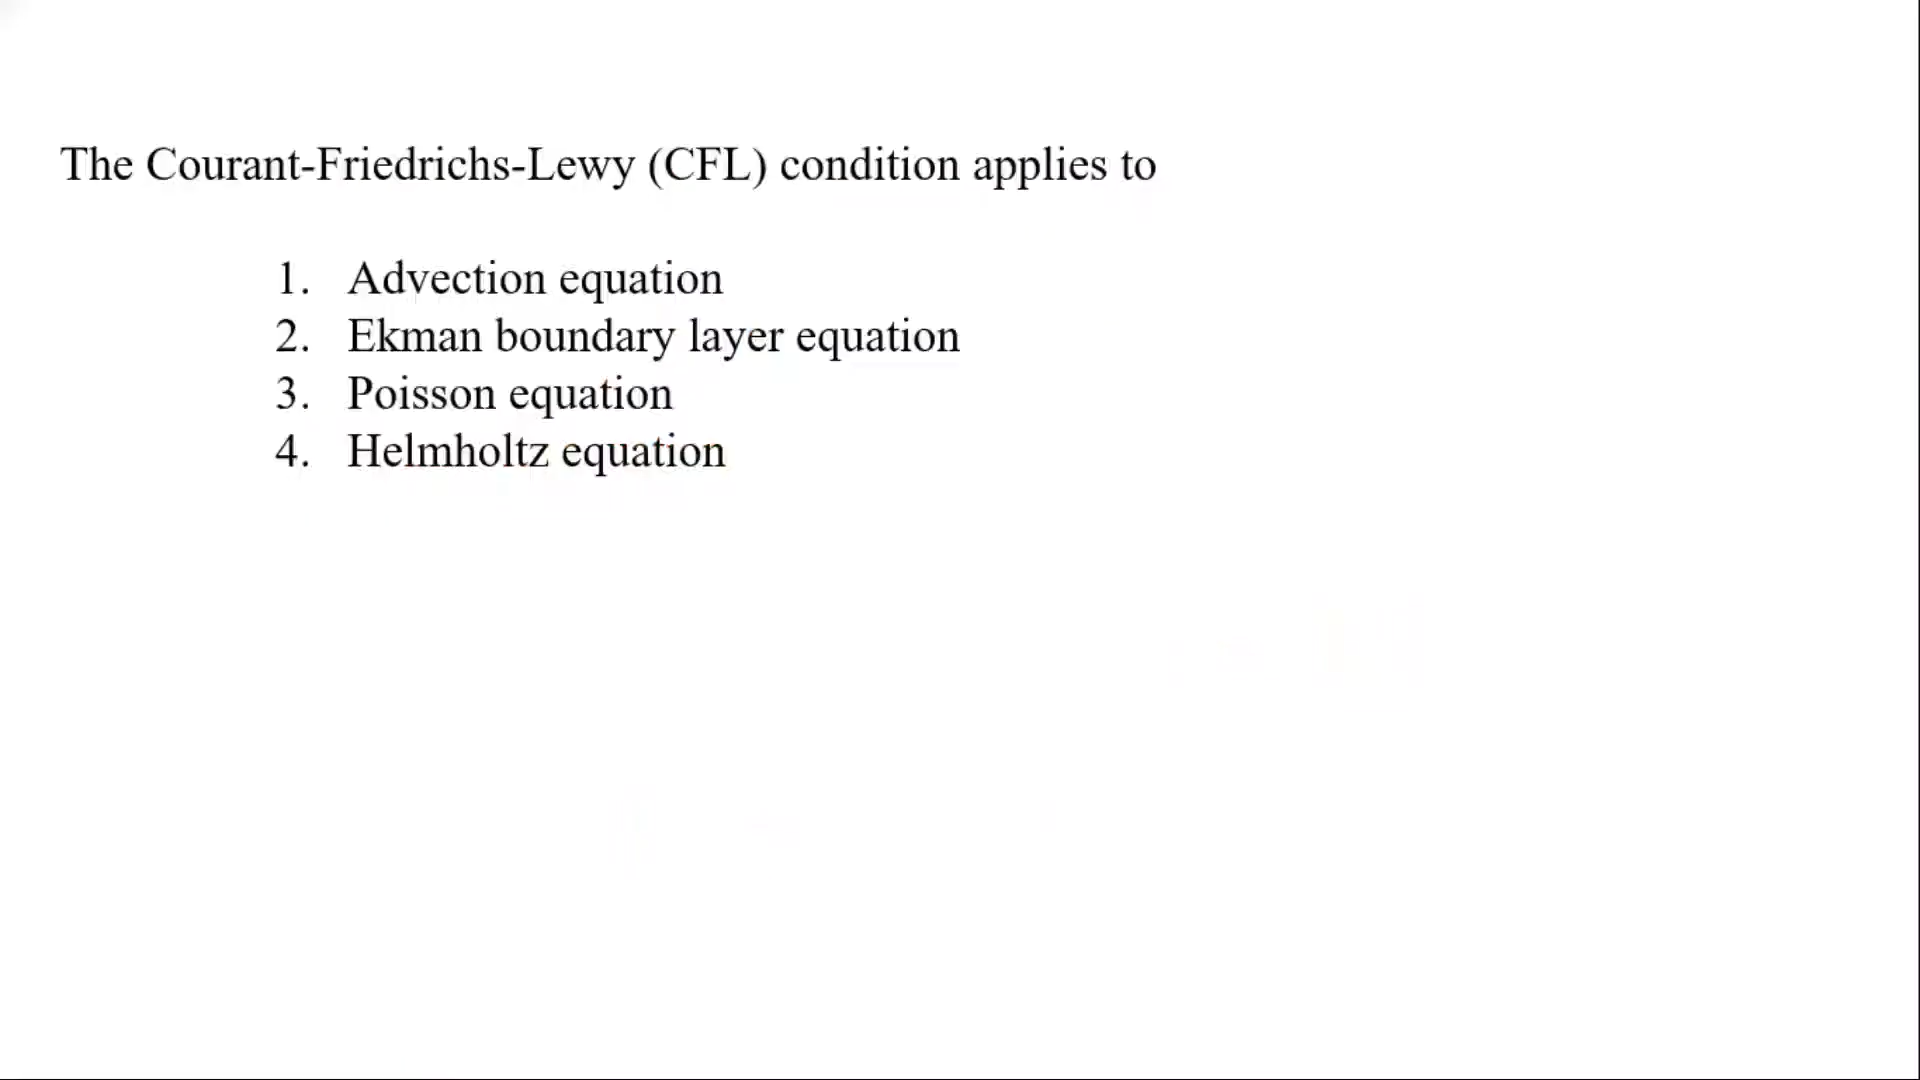 The Courant-Friedrichs-Lewy (CFL) condition applies to
1. Advection equation
2. Ekman boundary layer equation
3. Poisson equation
4. Helmholtz equation